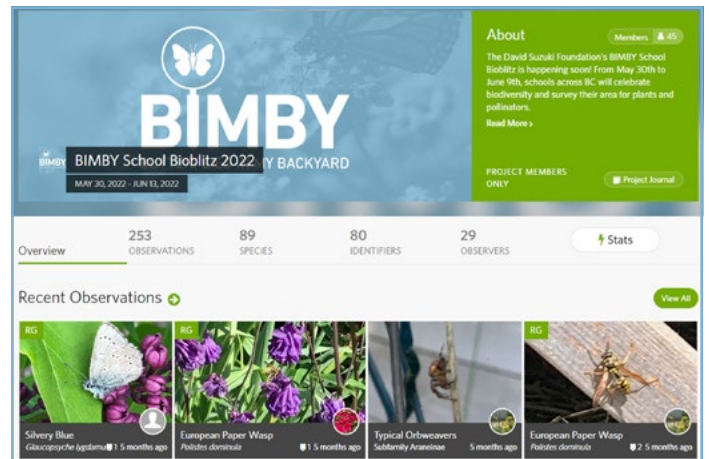 About
Members 45
The David Suzuki Foundation's BIMBY School
Bioblitz is happening soon! From May 30th to
June 9th, schools across BC will celebrate
biodiversity and survey their area for plants and
pollinators.
Read More >
PROJECT MEMBERS
ONLY
Project Journal
BIMBY
BIMBY
MY BACKYARD
BIMBY School Bioblitz 2022
MAY 30, 2022 - JUN 13, 2022
Overview
253
OBSERVATIONS
89
SPECIES
80
IDENTIFIERS
29
OBSERVERS
Stats
Recent Observations
View All
RG
Silvery Blue
Glaucopsyche lygdamus 1 5 months ago
RG
European Paper Wasp
Polistes dominula 1 5 months ago
Typical Orbweavers
Subfamily Araneinae 5 months ago
RG
European Paper Wasp
Polistes dominula 2 5 months ago